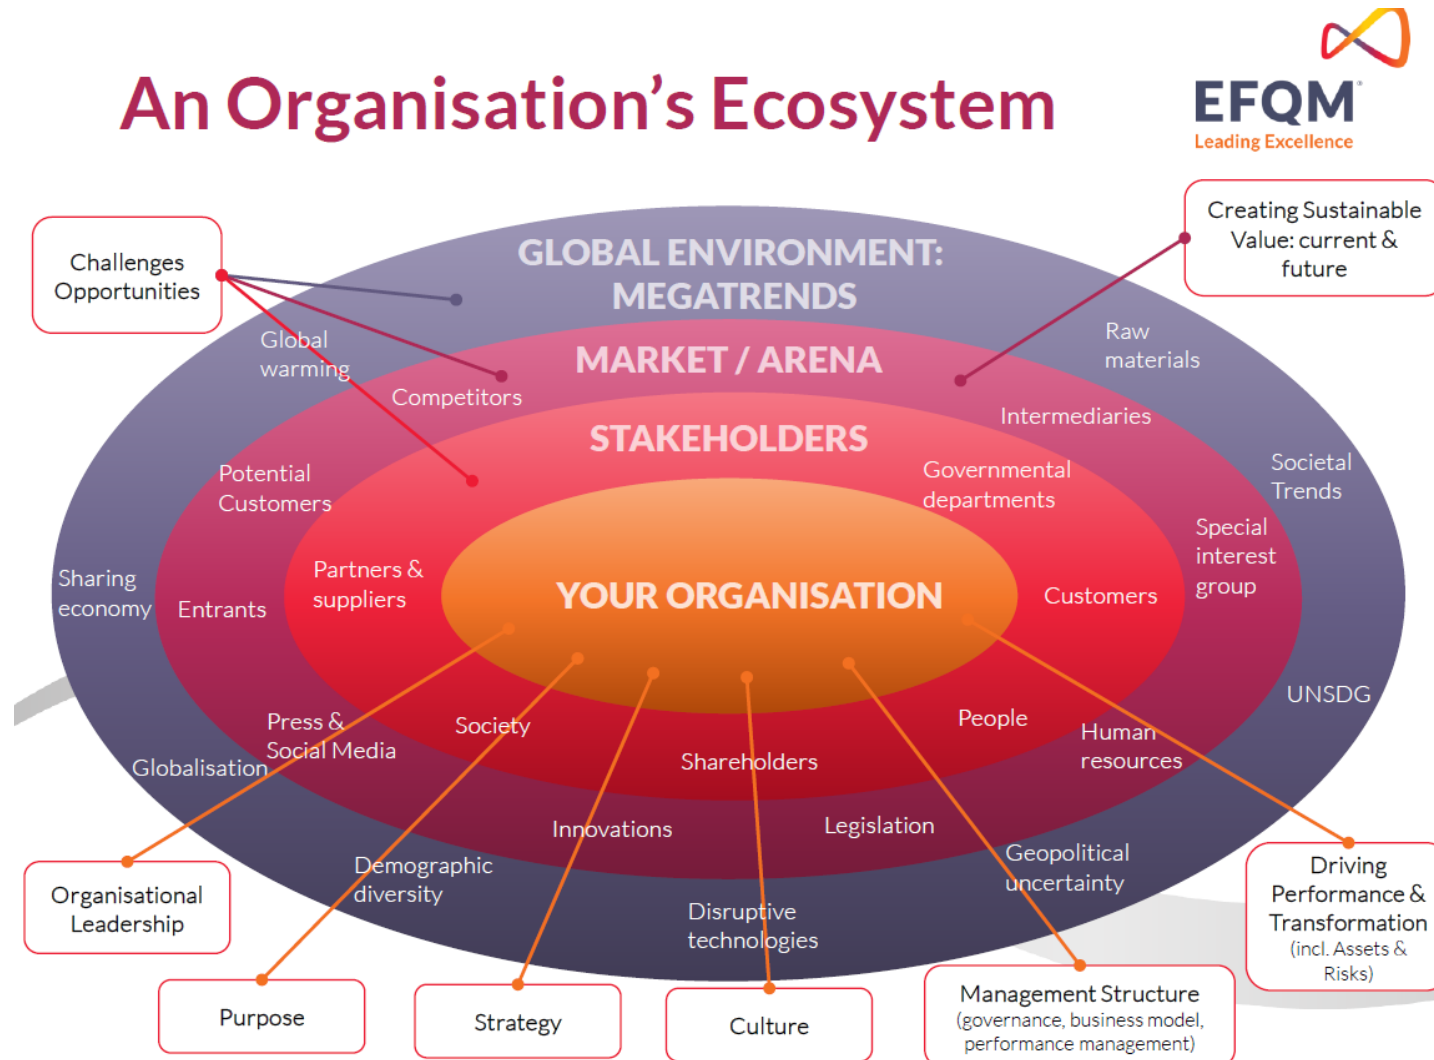 An Organisation's Ecosystem
EFQM
Leading Excellence
Challenges
Opportunities
Creating Sustainable
Value: current &
future
GLOBAL ENVIRONMENT:
MEGATRENDS
Global
warming
Raw
materials
MARKET / ARENA
Competitors
Intermediaries
STAKEHOLDERS
Potential
Customers
Governmental
departments
Societal
Trends
Special
interest
group
Sharing
economy
Entrants
Partners &
suppliers
YOUR ORGANISATION
Customers
UNSDG
Press &
Social Media
Society
People
Human
resources
Globalisation
Shareholders
Innovations
Legislation
Demographic
diversity
Geopolitical
uncertainty
Disruptive
technologies
Organisational
Leadership
Purpose
Strategy
Culture
Management Structure
(governance, business model,
performance management)
Driving
Performance &
Transformation
(incl. Assets &
Risks)